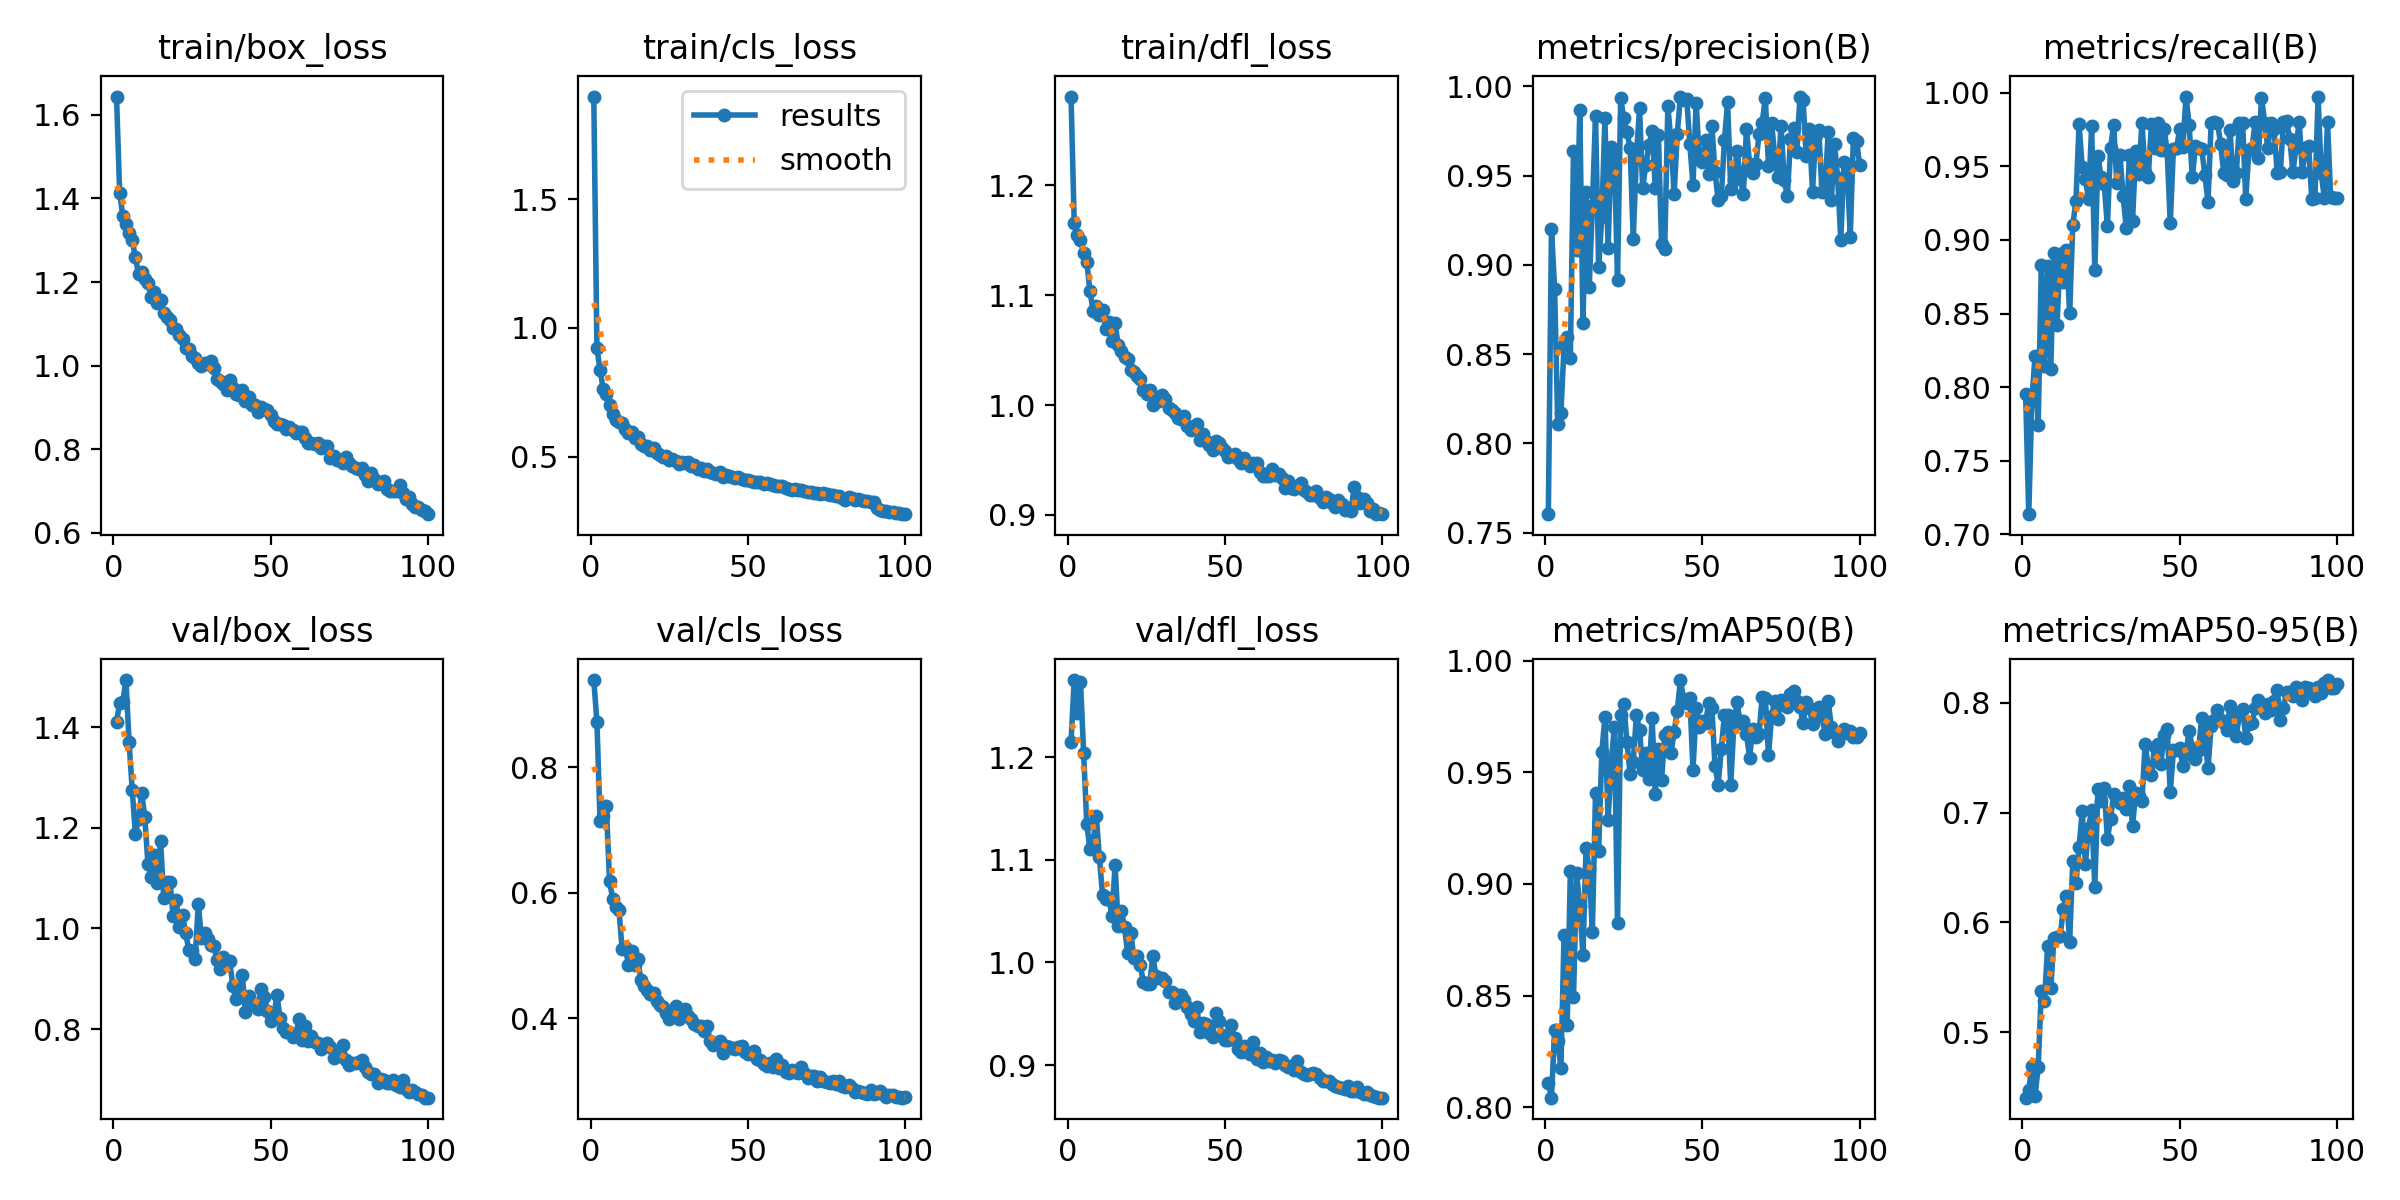 train/box_loss
1.6
1.4
1.2
1.0
0.8
0.6
0 50 100
train/cls_loss
results
smooth
1.5
1.0
0.5
0 50 100
train/dfl_loss
1.2
1.1
1.0
0.9
0 50 100
metrics/precision(B)
1.00
0.95
0.90
0.85
0.80
0.75
0 50 100
metrics/recall(B)
1.00
0.95
0.90
0.85
0.80
0.75
0.70
0 50 100
val/box_loss
1.4
1.2
1.0
0.8
0 50 100
val/cls_loss
0.8
0.6
0.4
0 50 100
val/dfl_loss
1.2
1.1
1.0
0.9
0 50 100
metrics/mAP50(B)
1.00
0.95
0.90
0.85
0.80
0 50 100
metrics/mAP50-95(B)
0.8
0.7
0.6
0.5
0 50 100